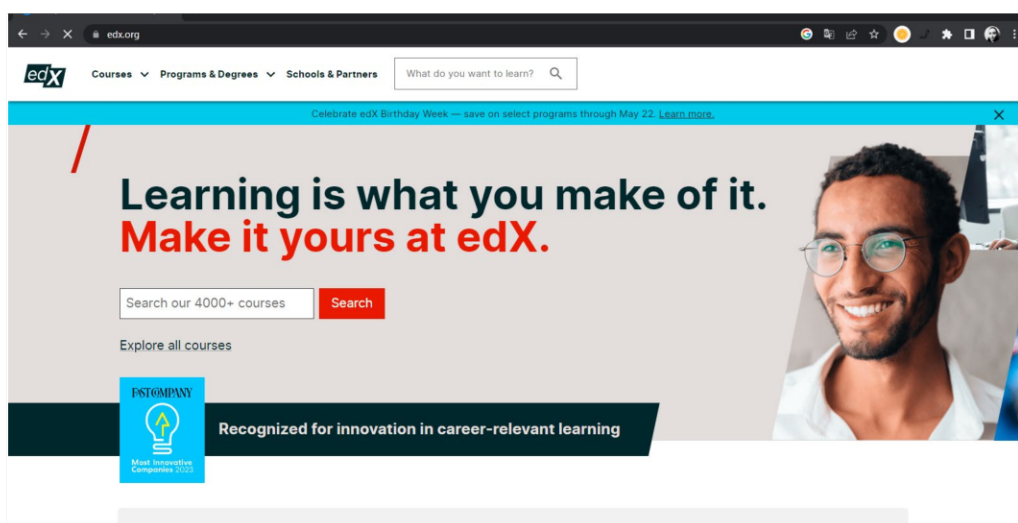 edx.org
edX
Courses
Programs & Degrees
Schools & Partners
What do you want to learn?
Celebrate edX Birthday Week — save on select programs through May 22. Learn more.
Learning is what you make of it.
Make it yours at edX.
Search our 4000+ courses
Search
Explore all courses
FAST COMPANY
Most Innovative
Companies 2023
Recognized for innovation in career-relevant learning